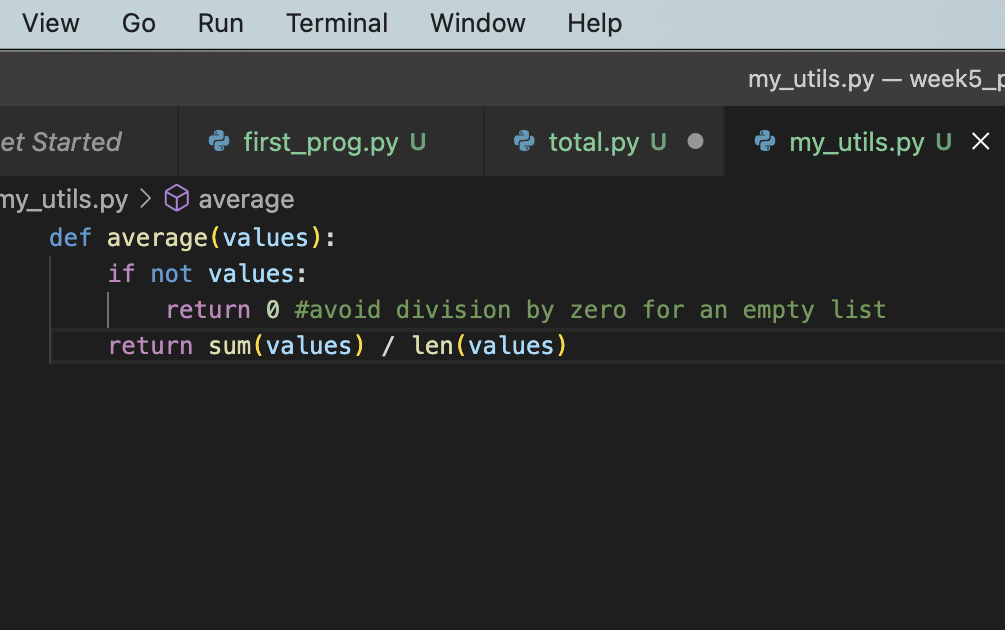 View Go Run Terminal Window Help
my_utils.py — week5_p
et Started first_prog.py U total.py U my_utils.py U
my_utils.py > average
def average(values):
    if not values:
        return 0 #avoid division by zero for an empty list
    return sum(values) / len(values)